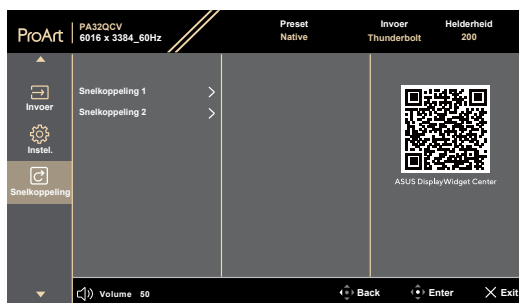 ProArt
PA32QCV
6016 x 3384_60Hz
Preset
Native
Invoer
Thunderbolt
Helderheid
200
Invoer
Instel.
Snelkoppeling
Snelkoppeling 1
Snelkoppeling 2
ASUS DisplayWidget Center
Volume 50
Back
Enter
Exit